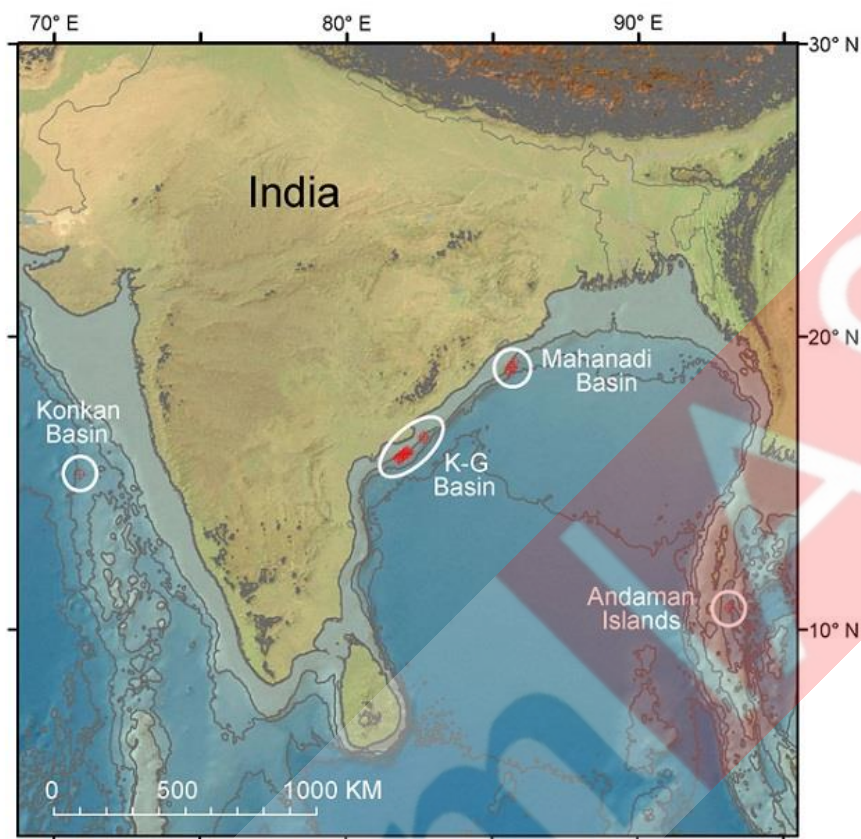 70° E 80° E 90° E
30° N
India
20° N
Mahanadi
Basin
Konkan
Basin
K-G
Basin
Andaman
Islands
10° N
0 500 1000 KM